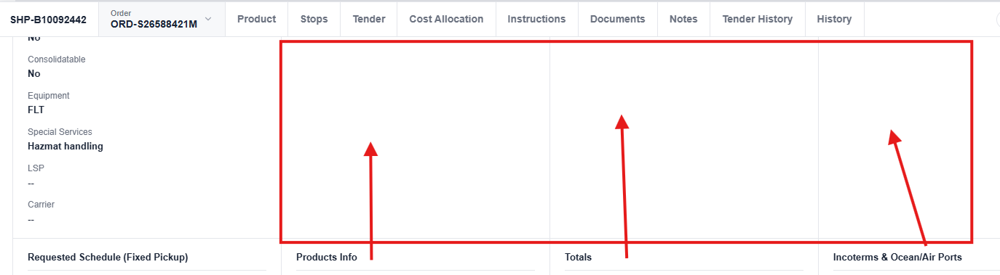 SHP-B10092442
Order
ORD-S26588421M
Product
Stops
Tender
Cost Allocation
Instructions
Documents
Notes
Tender History
History
No
Consolidatable
No
Equipment
FLT
Special Services
Hazmat handling
LSP
--
Carrier
--
Requested Schedule (Fixed Pickup)
Products Info
Totals
Incoterms & Ocean/Air Ports